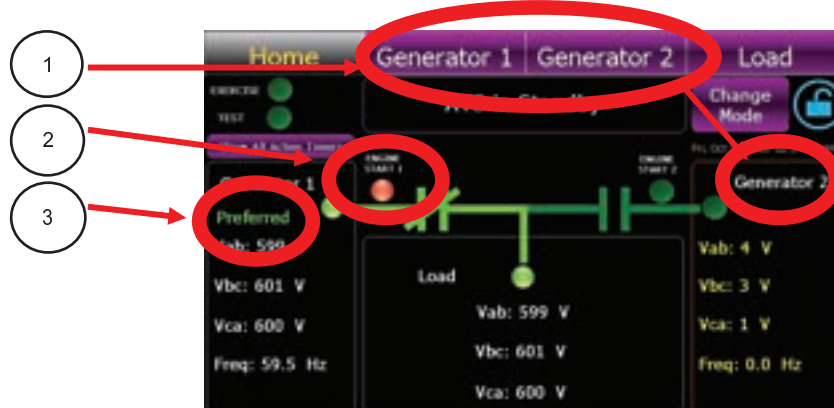 1
2
3
Home
Generator 1
Generator 2
Load
EXERCISE
TEST
Change
Mode
ENGINE
START 1
ENGINE
START 2
Generator 2
Preferred
Vbc: 601 V
Vca: 600 V
Freq: 59.5 Hz
Load
Vab: 599 V
Vbc: 601 V
Vca: 600 V
Vab: 4 V
Vbc: 3 V
Vca: 1 V
Freq: 0.0 Hz